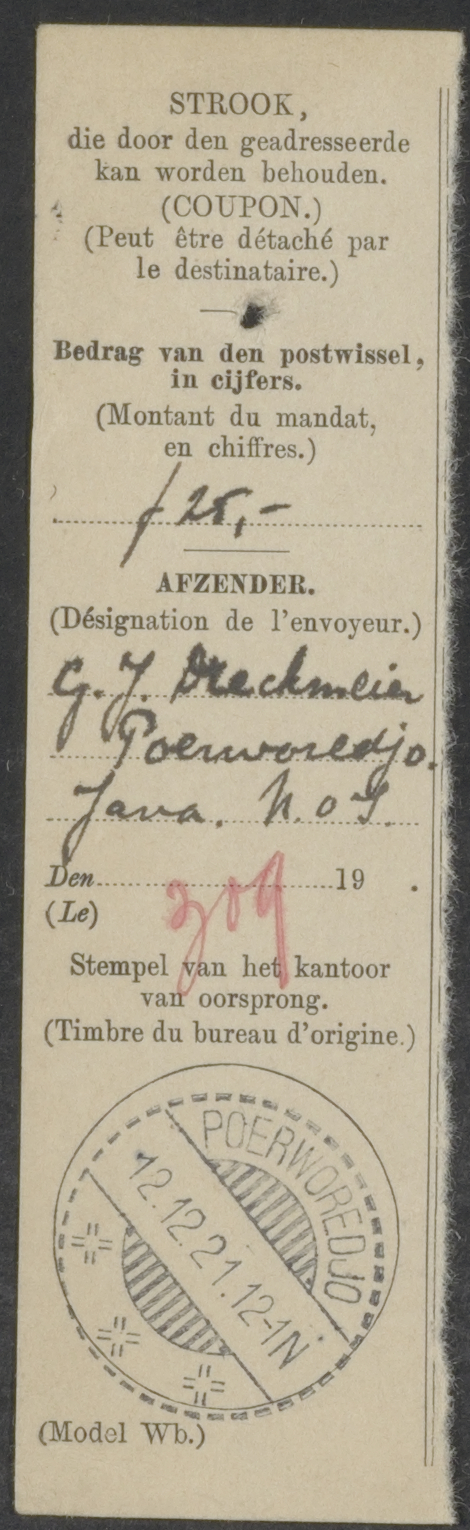 STROOK,
die door den geadresseerde
kan worden behouden.
(COUPON.)
(Peut être détaché par
le destinataire.)
Bedrag van den postwissel,
in cijfers.
(Montant du mandat,
en chiffres.)
f 25,-
AFZENDER.
(Désignation de l'envoyeur.)
G. J. Dreckmeier
Poerworedjo.
Java. N. O I.
Den 19 .
(Le)
309
Stempel van het kantoor
van oorsprong.
(Timbre du bureau d'origine.)
POERWOREDJO
12.12.21.12-1N
(Model Wb.)